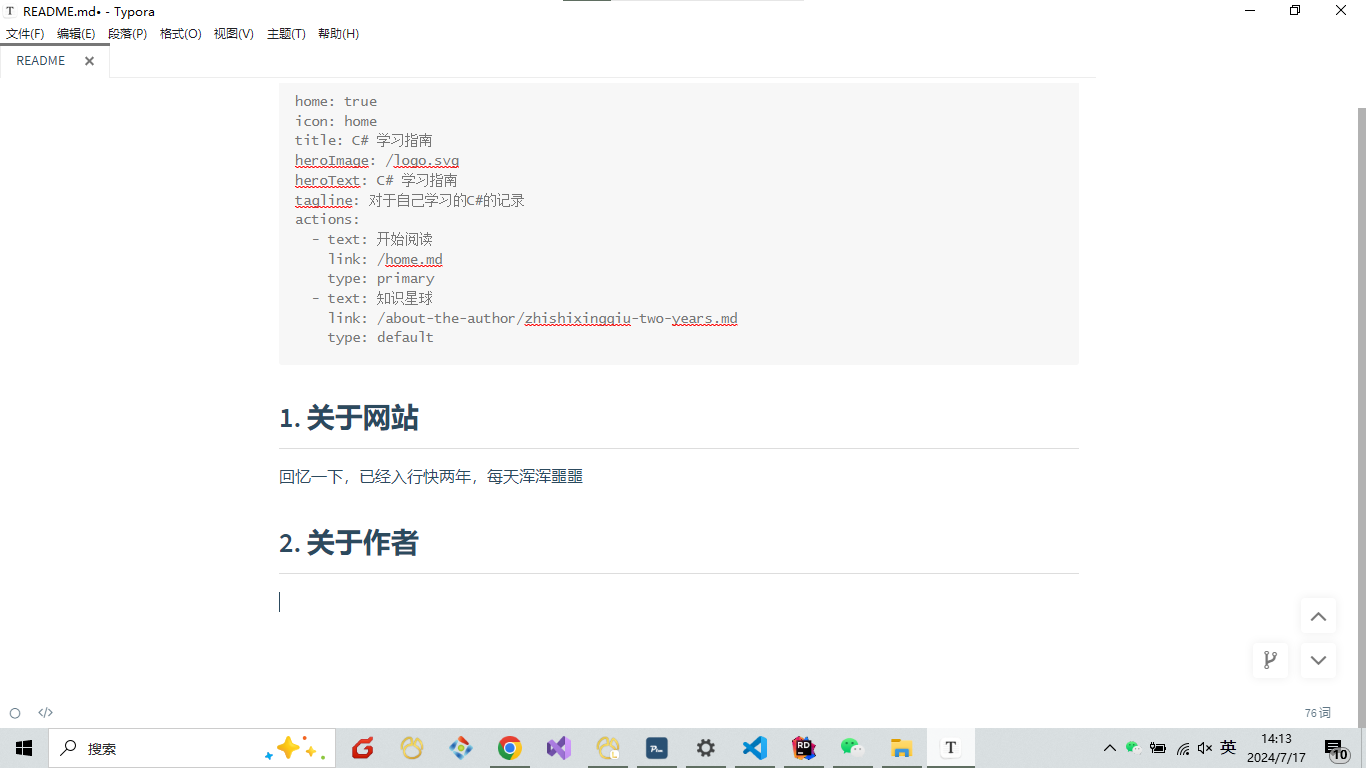 README.md• - Typora
文件(F) 编辑(E) 段落(P) 格式(O) 视图(V) 主题(T) 帮助(H)
README
home: true
icon: home
title: C# 学习指南
heroImage: /logo.svg
heroText: C# 学习指南
tagline: 对于自己学习的C#的记录
actions:
  - text: 开始阅读
    link: /home.md
    type: primary
  - text: 知识星球
    link: /about-the-author/zhishixingqiu-two-years.md
    type: default
1. 关于网站
回忆一下，已经入行快两年，每天浑浑噩噩
2. 关于作者
76 词
搜索
英
14:13
2024/7/17
10